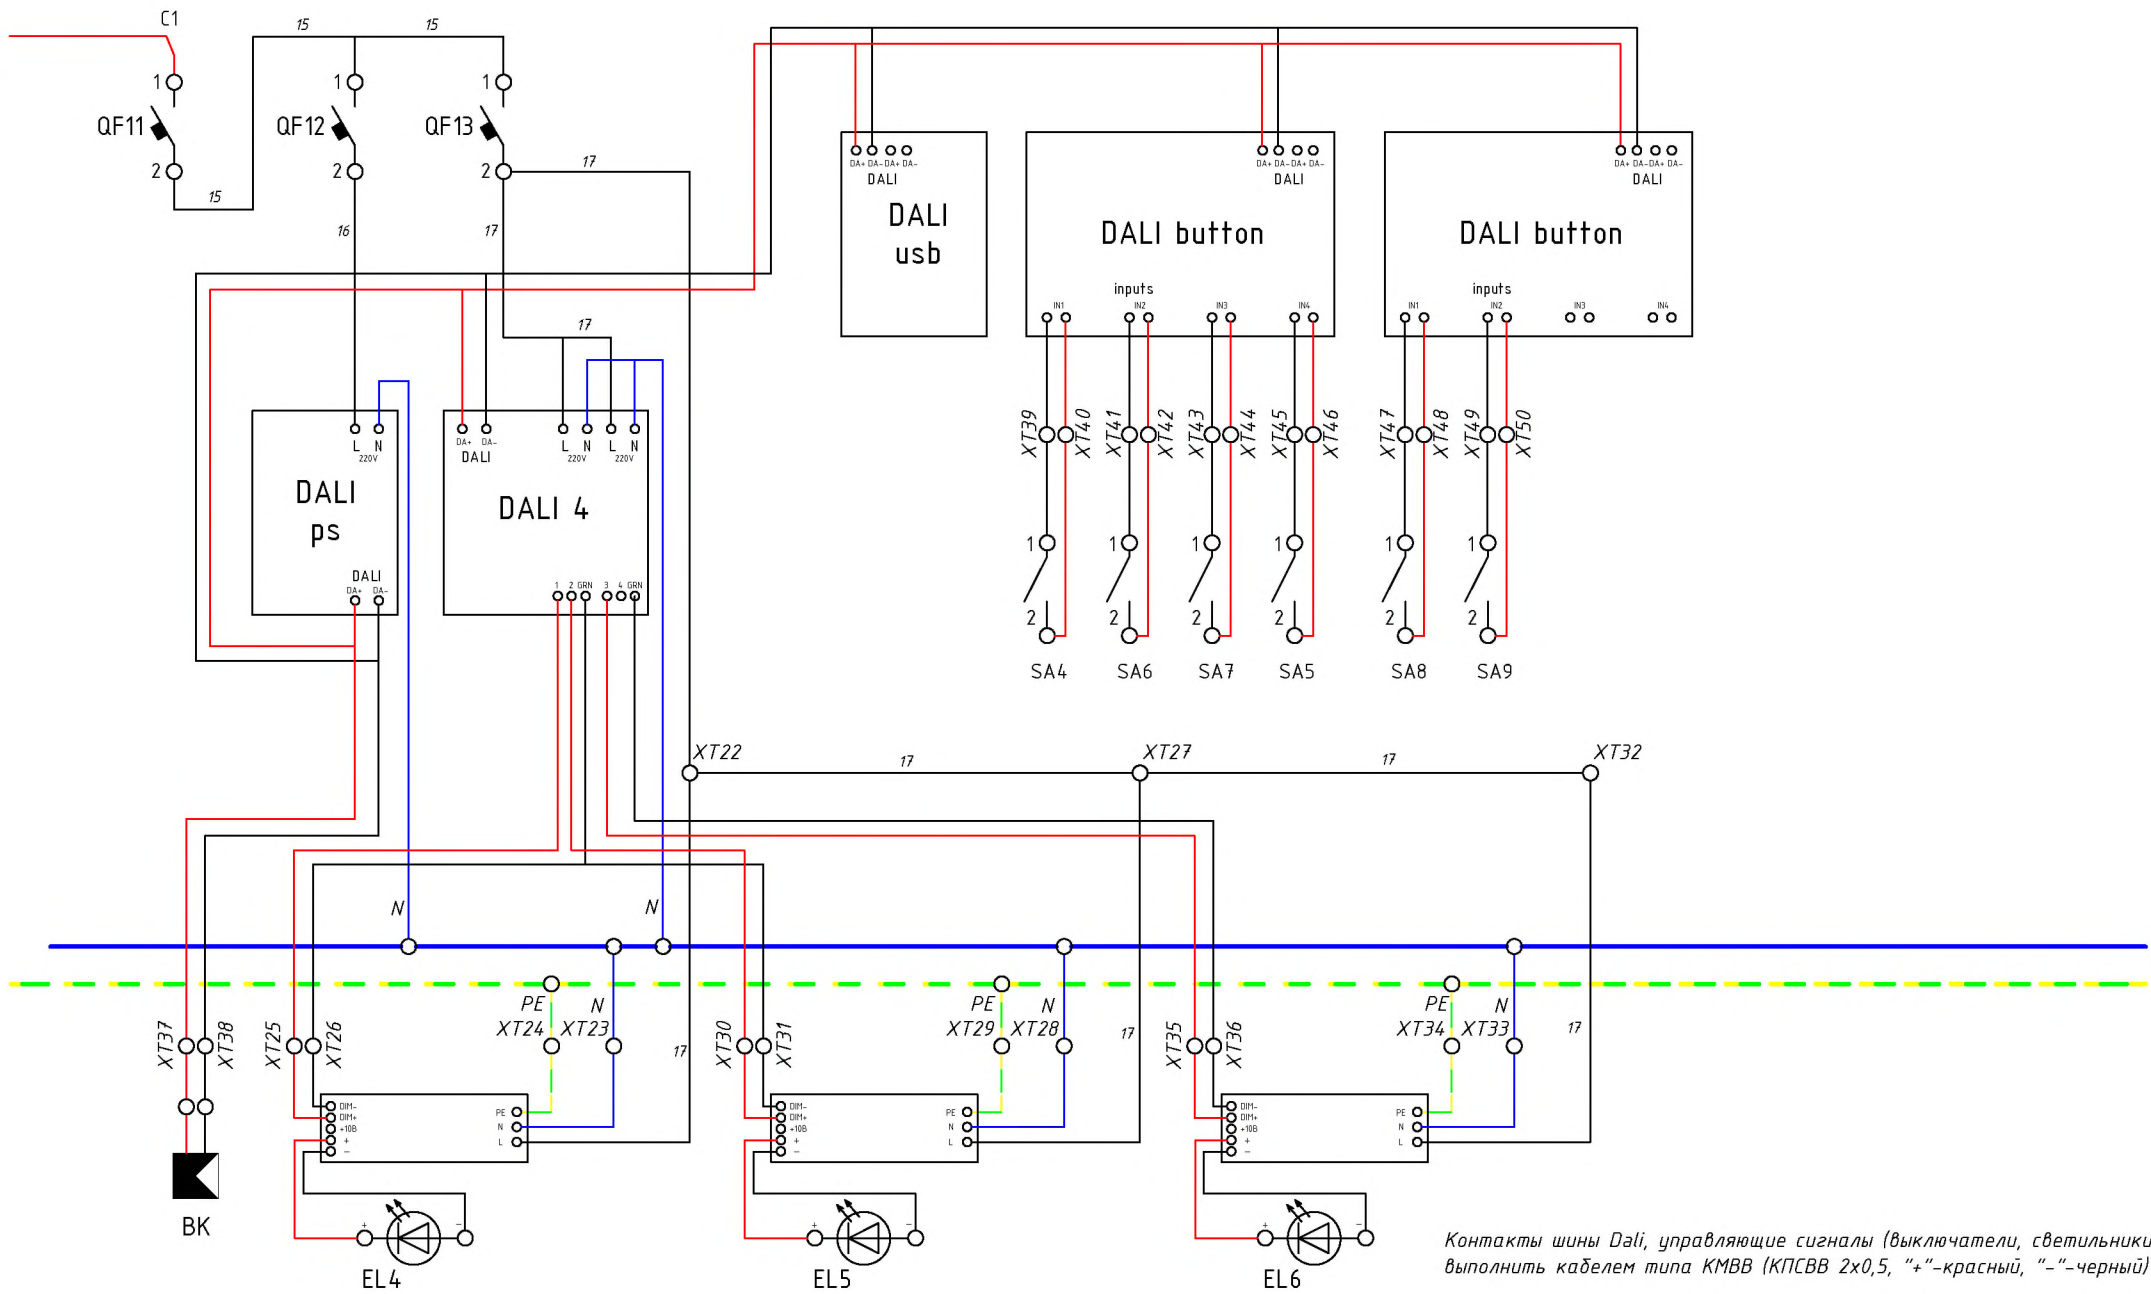 C1
15
15
1
1
1
QF11
QF12
QF13
2
2
2
15
16
17
17
17
DA+ DA- DA+ DA-
DALI
DALI
usb
DA+ DA- DA+ DA-
DALI
DALI button
inputs
IN1 IN2 IN3 IN4
DA+ DA- DA+ DA-
DALI
DALI button
inputs
IN1 IN2 IN3 IN4
L N
220V
DALI
ps
DALI
DA+ DA-
DA+ DA-
DALI
L N L N
220V 220V
DALI 4
1 2 GRN 3 4 GRN
XT39 XT40 XT41 XT42 XT43 XT44 XT45 XT46 XT47 XT48 XT49 XT50
1 1 1 1 1 1
2 2 2 2 2 2
SA4 SA6 SA7 SA5 SA8 SA9
XT22 17 XT27 17 XT32
N N
PE N PE N PE N
XT37 XT38 XT25 XT26 XT24 XT23 17 XT30 XT31 XT29 XT28 17 XT35 XT36 XT34 XT33 17
DIM-
DIM+
+10В
+
-
PE
N
L
DIM-
DIM+
+10В
+
-
PE
N
L
DIM-
DIM+
+10В
+
-
PE
N
L
BK
+ -
EL4
+ -
EL5
+ -
EL6
Контакты шины Dali, управляющие сигналы (выключатели, светильники
выполнить кабелем типа КМВВ (КПСВВ 2x0,5, "+"-красный, "-"-черный)